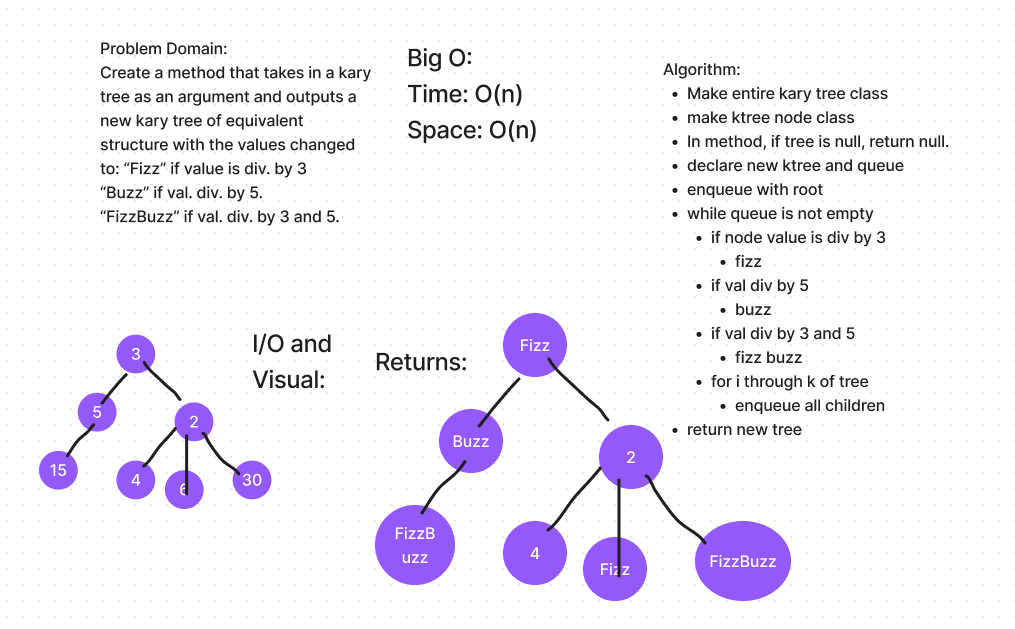 Problem Domain:
Create a method that takes in a kary
tree as an argument and outputs a
new kary tree of equivalent
structure with the values changed
to: “Fizz” if value is div. by 3
“Buzz” if val. div. by 5.
“FizzBuzz” if val. div. by 3 and 5.
Big O:
Time: O(n)
Space: O(n)
Algorithm:
• Make entire kary tree class
• make ktree node class
• In method, if tree is null, return null.
• declare new ktree and queue
• enqueue with root
• while queue is not empty
• if node value is div by 3
• fizz
• if val div by 5
• buzz
• if val div by 3 and 5
• fizz buzz
• for i through k of tree
• enqueue all children
• return new tree
I/O and
Visual:
3
5
2
15
4
6
30
Returns:
Fizz
Buzz
2
FizzB
uzz
4
Fizz
FizzBuzz